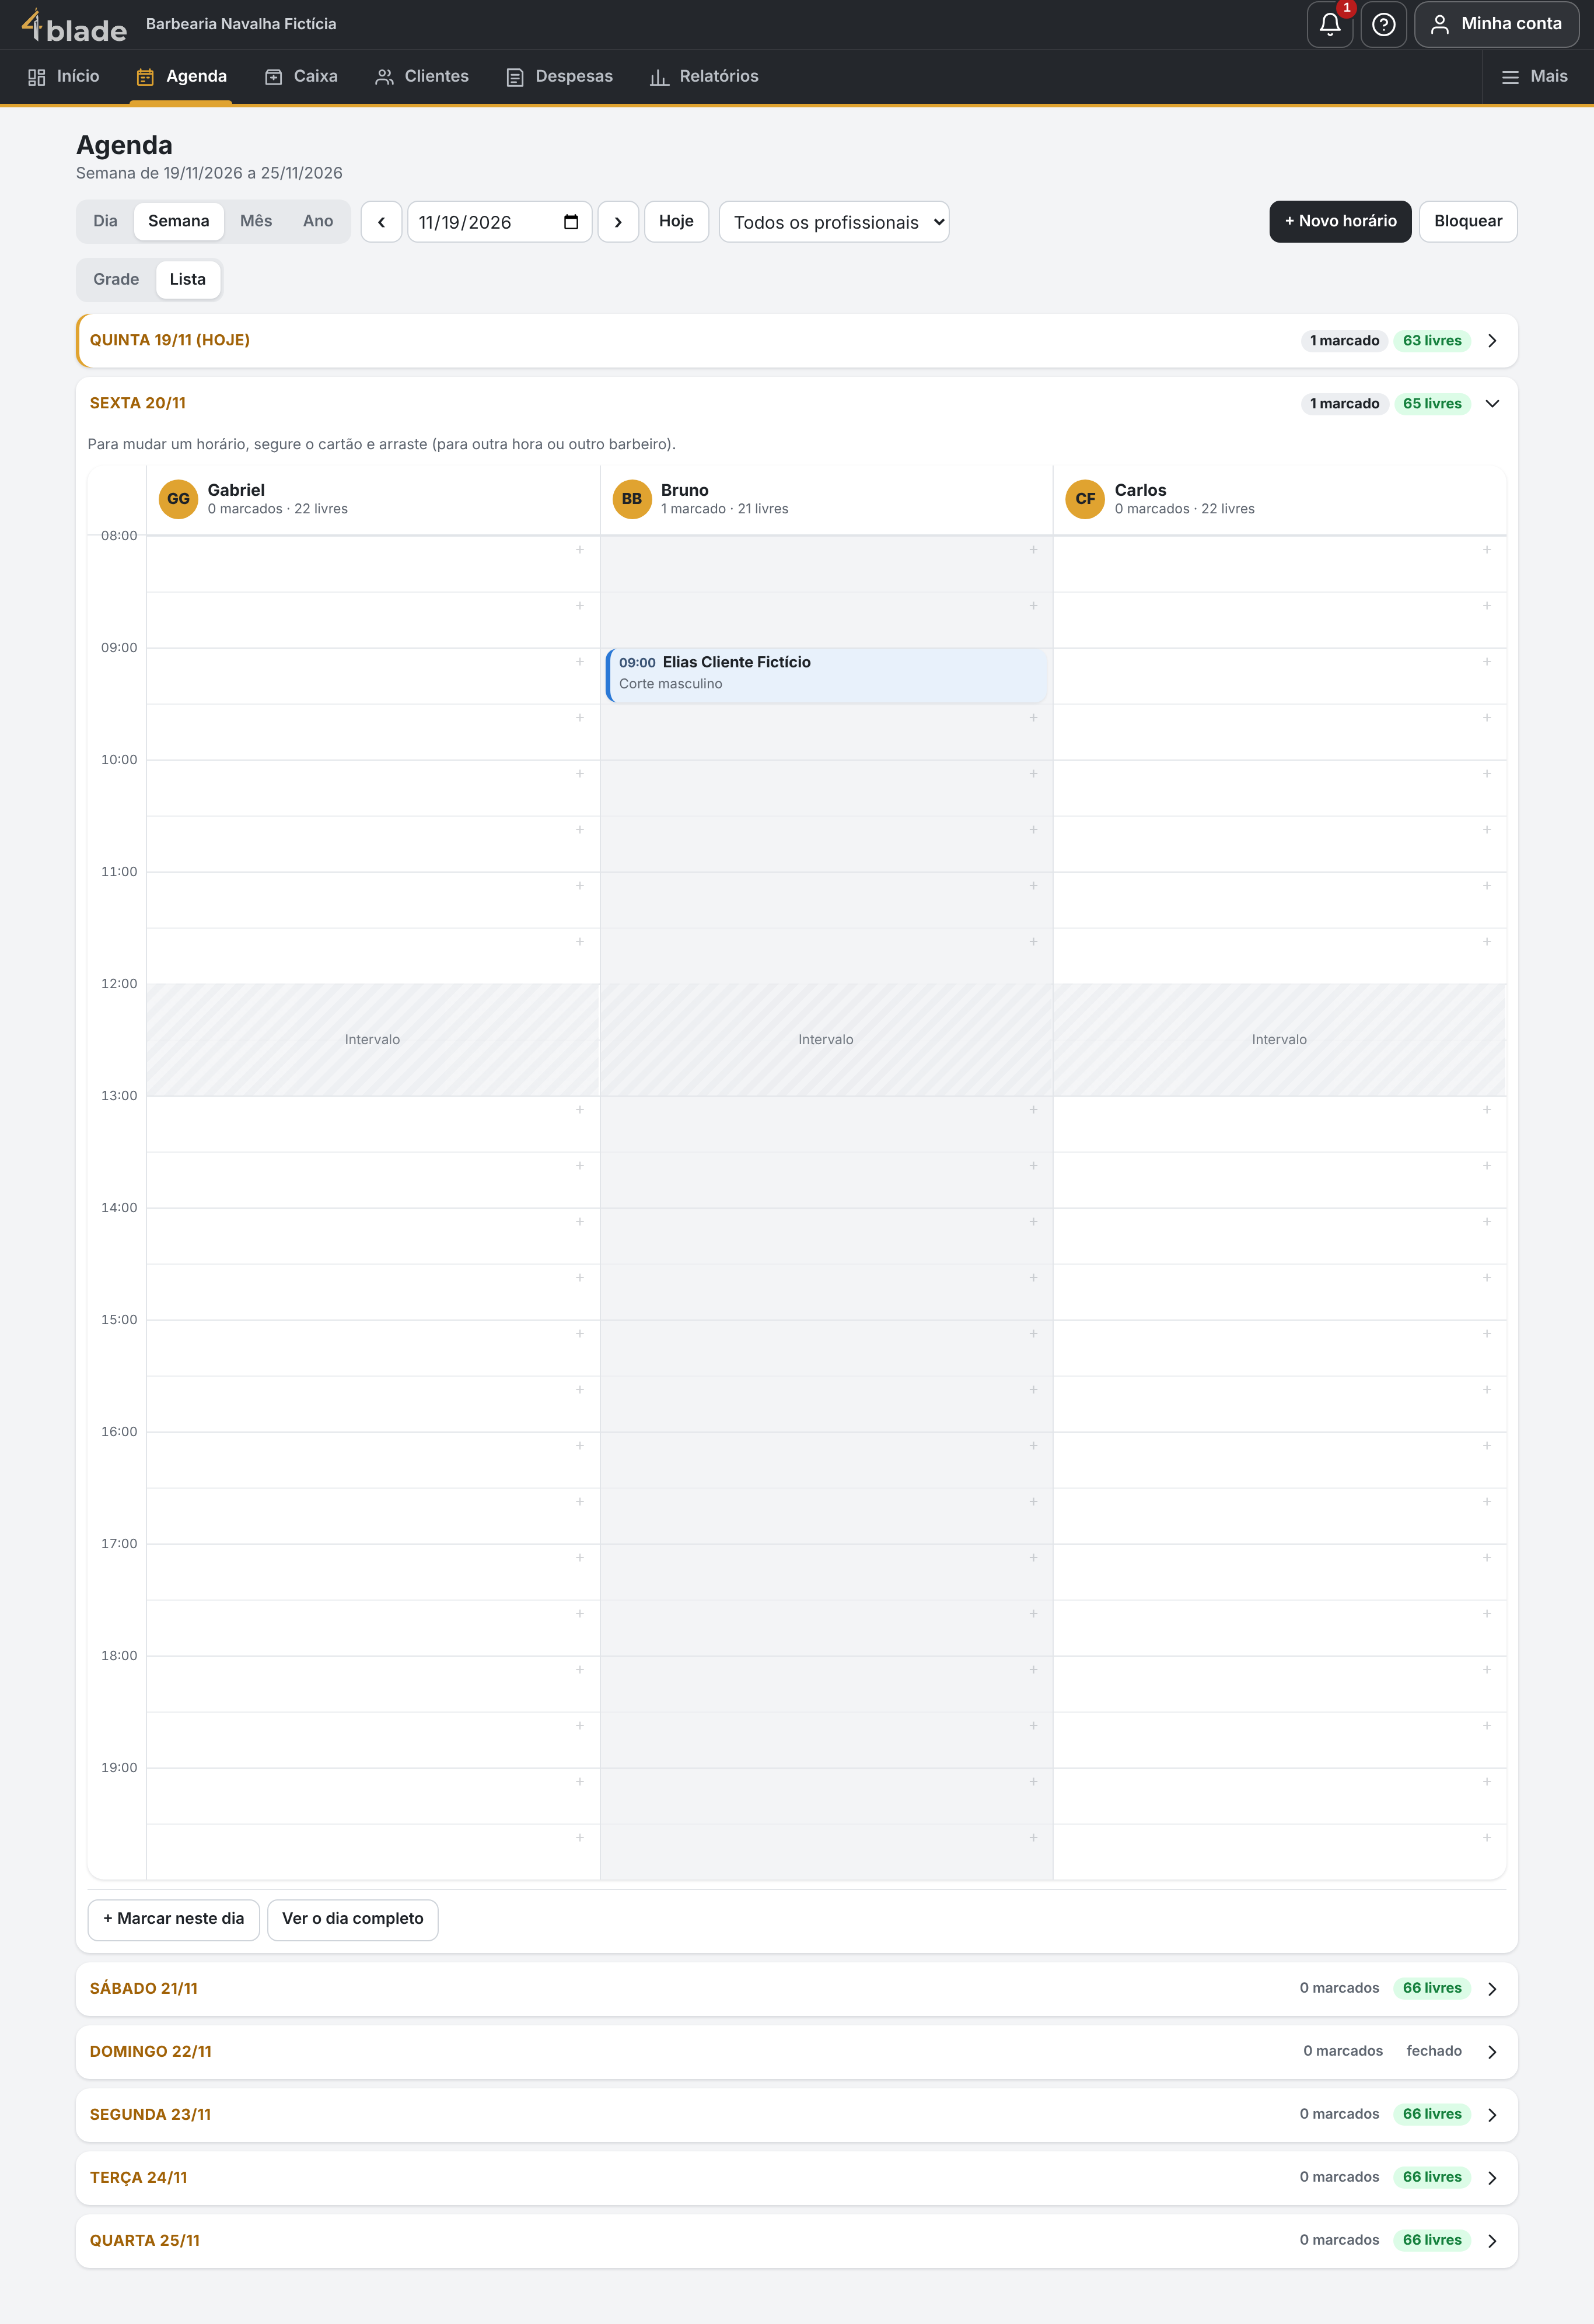 4blade
Barbearia Navalha Fictícia
1
Minha conta
Início
Agenda
Caixa
Clientes
Despesas
Relatórios
Mais
Agenda
Semana de 19/11/2026 a 25/11/2026
Dia
Semana
Mês
Ano
11/19/2026
Hoje
Todos os profissionais
+ Novo horário
Bloquear
Grade
Lista
QUINTA 19/11 (HOJE)
1 marcado
63 livres
SEXTA 20/11
1 marcado
65 livres
Para mudar um horário, segure o cartão e arraste (para outra hora ou outro barbeiro).
GG
Gabriel
0 marcados · 22 livres
BB
Bruno
1 marcado · 21 livres
CF
Carlos
0 marcados · 22 livres
08:00
09:00
09:00 Elias Cliente Fictício
Corte masculino
10:00
11:00
12:00
Intervalo
Intervalo
Intervalo
13:00
14:00
15:00
16:00
17:00
18:00
19:00
+ Marcar neste dia
Ver o dia completo
SÁBADO 21/11
0 marcados
66 livres
DOMINGO 22/11
0 marcados
fechado
SEGUNDA 23/11
0 marcados
66 livres
TERÇA 24/11
0 marcados
66 livres
QUARTA 25/11
0 marcados
66 livres